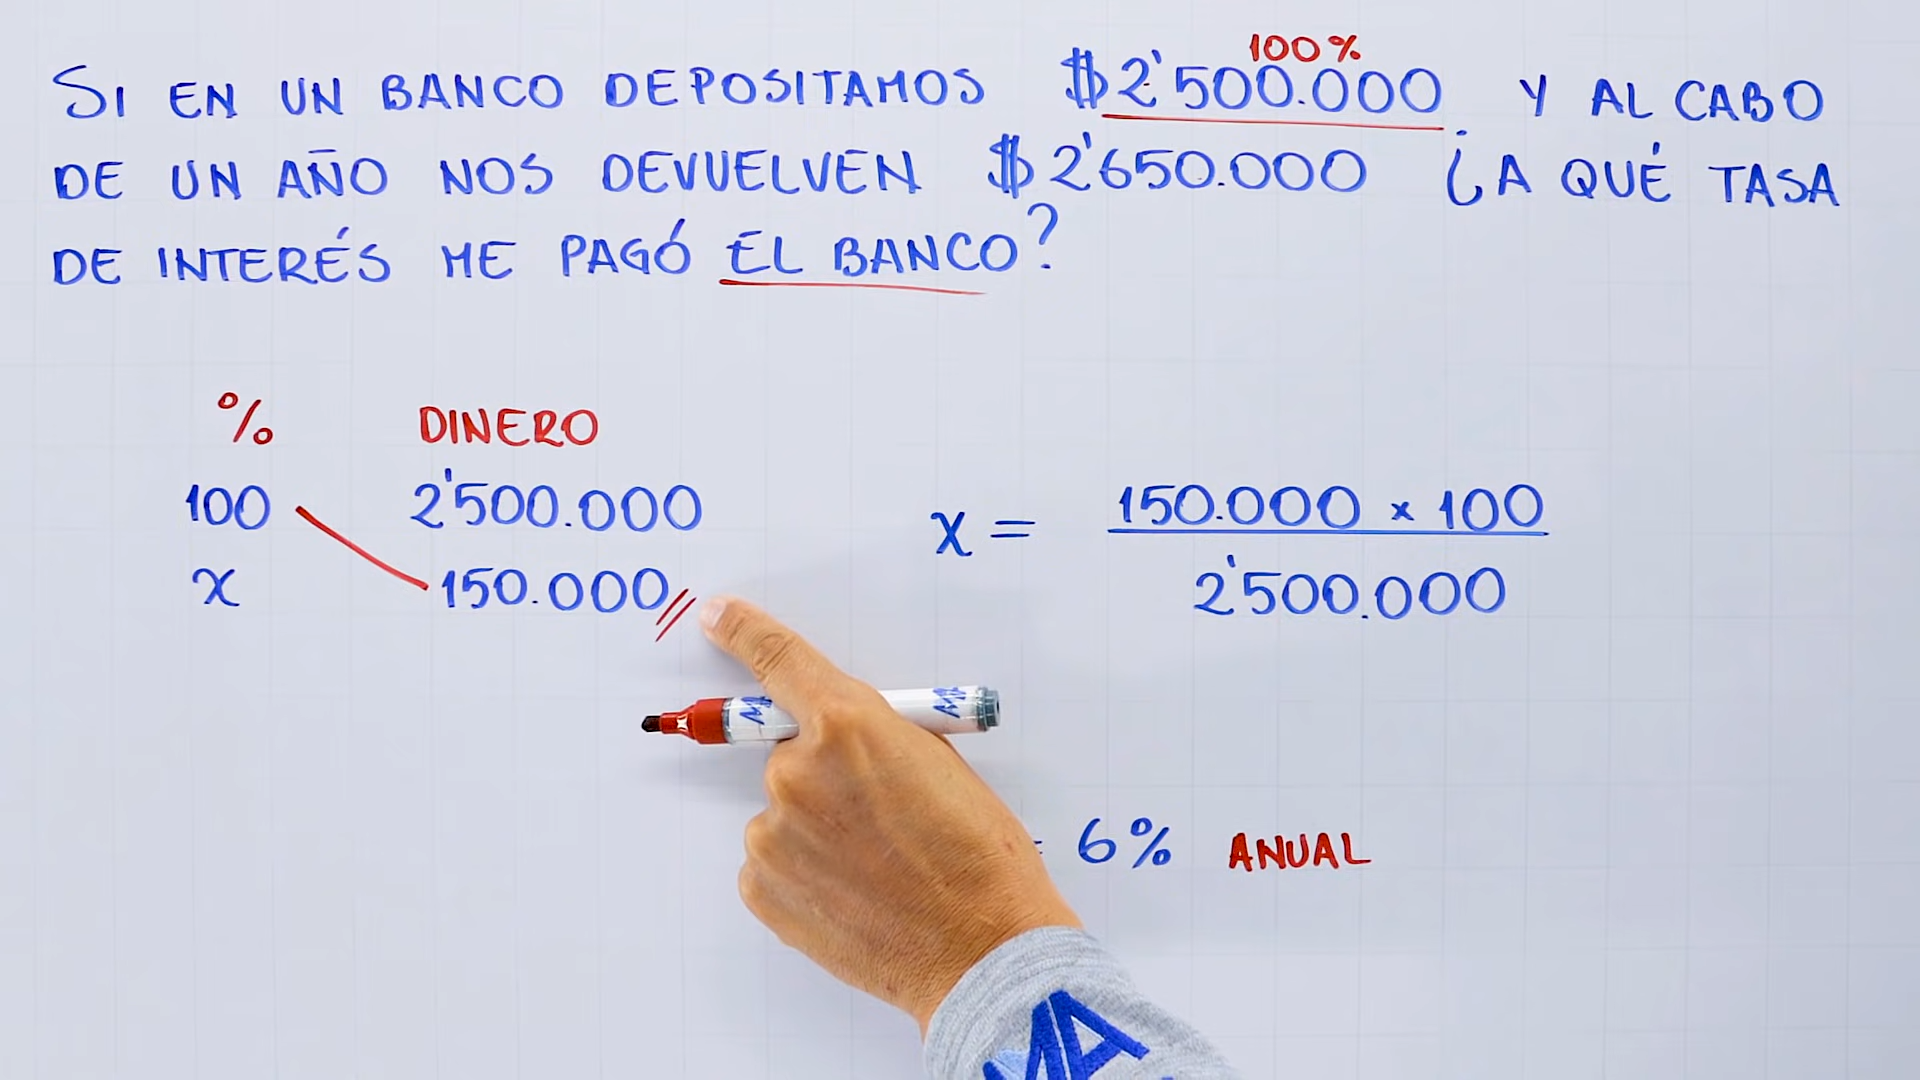 100%
SI EN UN BANCO DEPOSITAMOS $2'500.000 Y AL CABO
DE UN AÑO NOS DEVUELVEN $2'650.000 ¿A QUÉ TASA
DE INTERÉS ME PAGÓ EL BANCO?
% DINERO
100 2'500.000
x 150.000
x = 150.000 x 100
2'500.000
= 6% ANUAL
MA